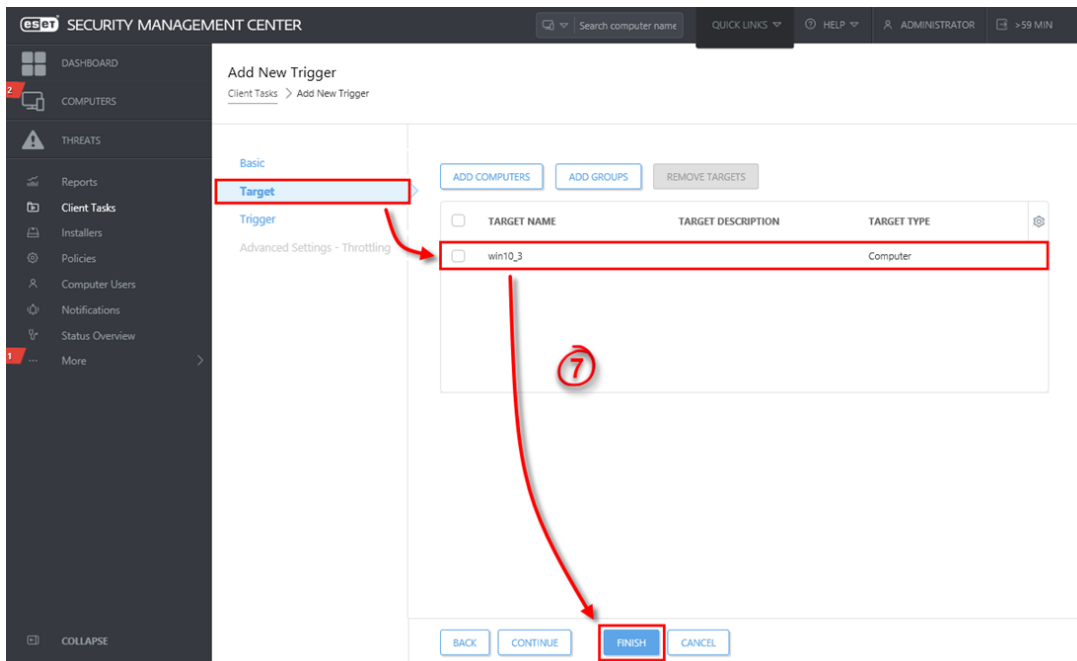 eset SECURITY MANAGEMENT CENTER
Search computer name
QUICK LINKS
HELP
ADMINISTRATOR
>59 MIN
DASHBOARD
2
COMPUTERS
THREATS
Reports
Client Tasks
Installers
Policies
Computer Users
Notifications
Status Overview
1
... More
COLLAPSE
Add New Trigger
Client Tasks > Add New Trigger
Basic
Target
Trigger
Advanced Settings - Throttling
ADD COMPUTERS ADD GROUPS REMOVE TARGETS
TARGET NAME TARGET DESCRIPTION TARGET TYPE
win10_3 Computer
7
BACK CONTINUE FINISH CANCEL